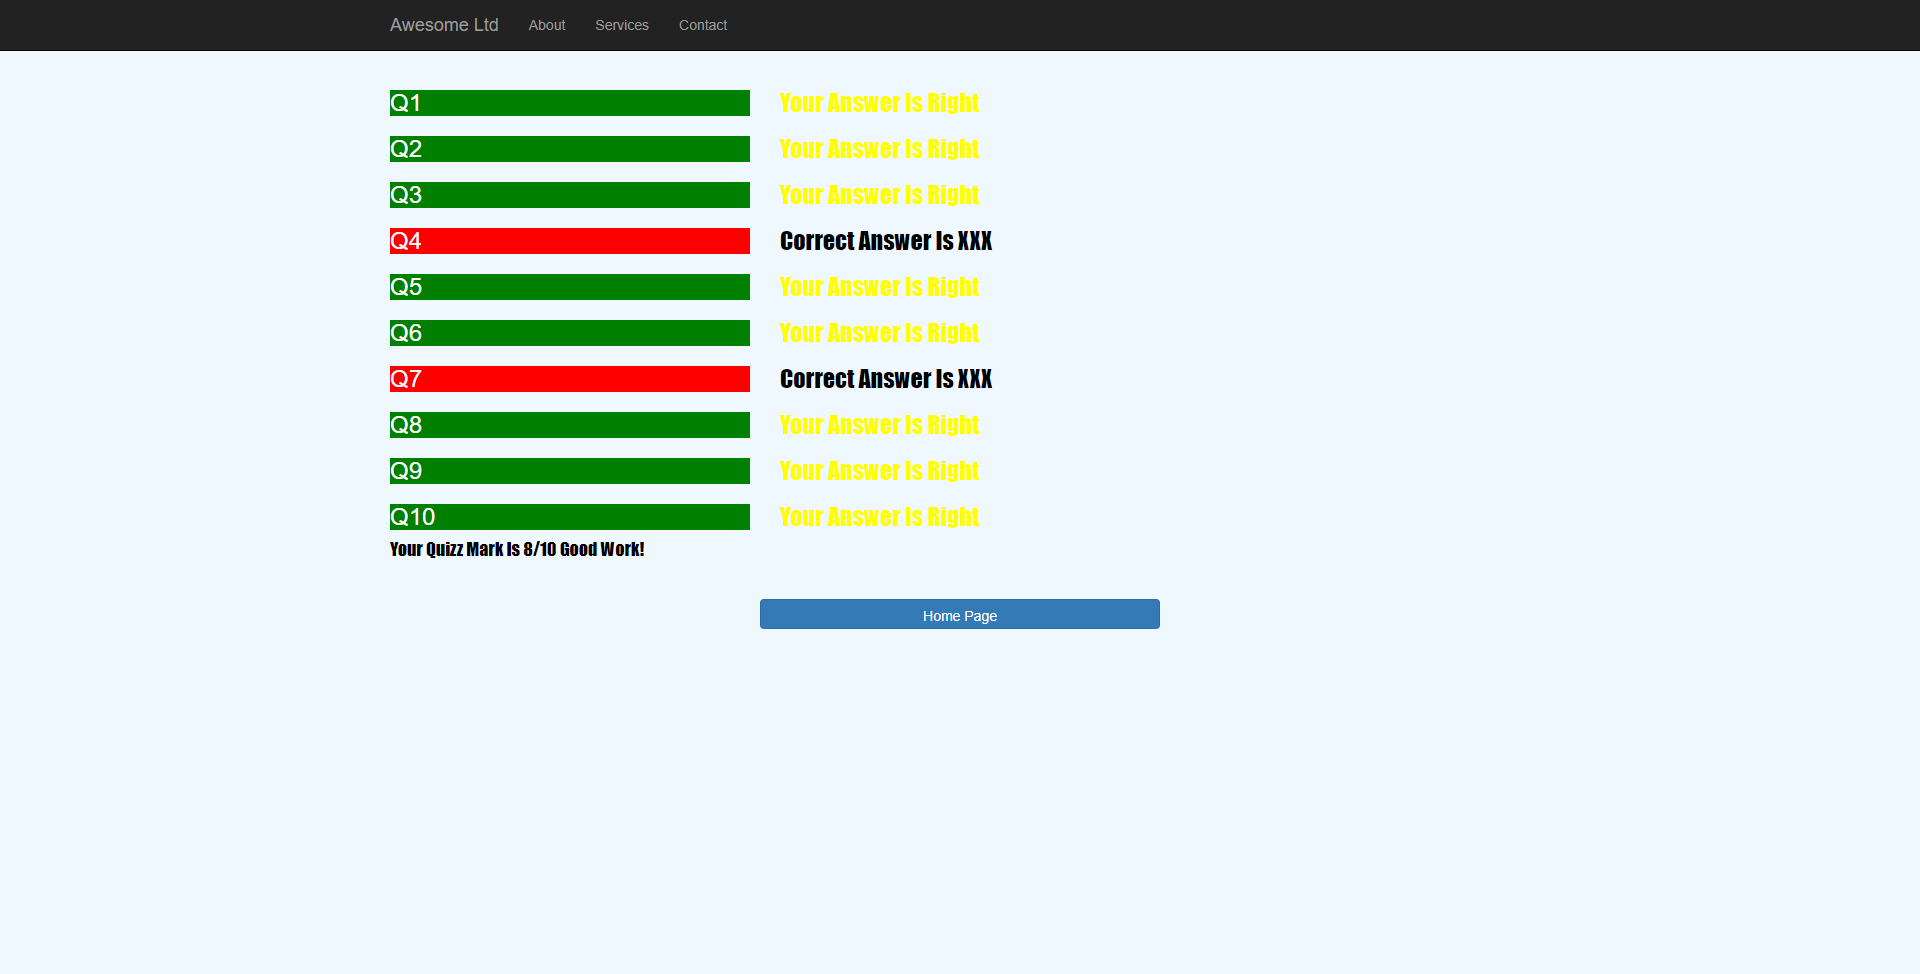 Awesome Ltd About Services Contact
Q1 Your Answer Is Right
Q2 Your Answer Is Right
Q3 Your Answer Is Right
Q4 Correct Answer Is XXX
Q5 Your Answer Is Right
Q6 Your Answer Is Right
Q7 Correct Answer Is XXX
Q8 Your Answer Is Right
Q9 Your Answer Is Right
Q10 Your Answer Is Right
Your Quizz Mark Is 8/10 Good Work!
Home Page